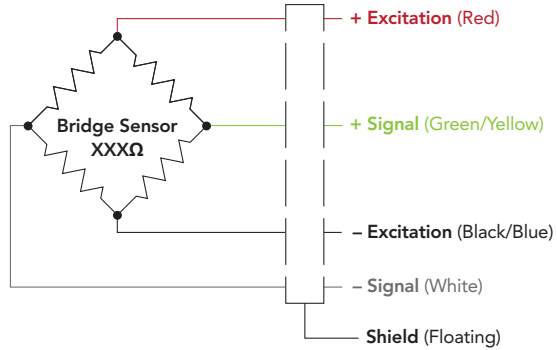 + Excitation (Red)
Bridge Sensor
XXXΩ
+ Signal (Green/Yellow)
– Excitation (Black/Blue)
– Signal (White)
Shield (Floating)